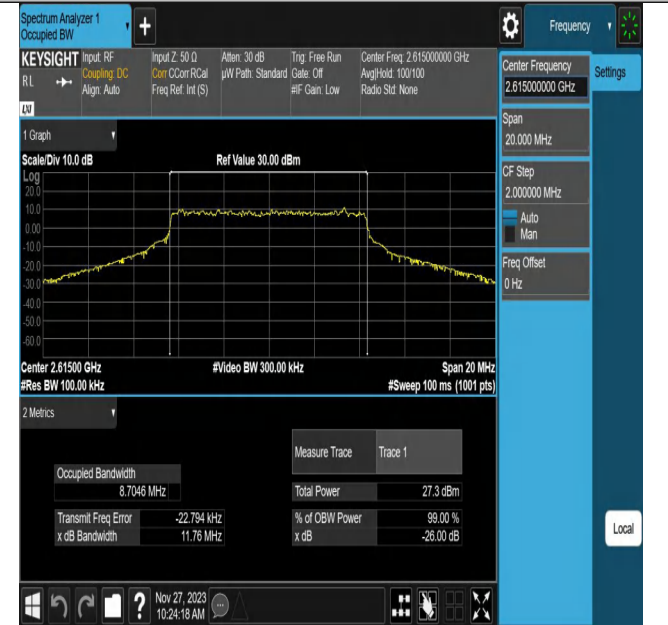 Spectrum Analyzer 1
Occupied BW
+
Frequency
KEYSIGHT
RL
LXI
Input: RF
Coupling: DC
Align: Auto
Input Z: 50 Ω
Corr CCorr RCal
Freq Ref: Int (S)
Atten: 30 dB
µW Path: Standard
Trig: Free Run
Gate: Off
#IF Gain: Low
Center Freq: 2.615000000 GHz
Avg|Hold: 100/100
Radio Std: None
Center Frequency
2.615000000 GHz
Settings
Span
20.000 MHz
CF Step
2.000000 MHz
Auto
Man
Freq Offset
0 Hz
1 Graph
Scale/Div 10.0 dB
Ref Value 30.00 dBm
Log
20.0
10.0
0.00
-10.0
-20.0
-30.0
-40.0
-50.0
-60.0
Center 2.61500 GHz
#Video BW 300.00 kHz
Span 20 MHz
#Res BW 100.00 kHz
#Sweep 100 ms (1001 pts)
2 Metrics
Measure Trace
Trace 1
Occupied Bandwidth
8.7046 MHz
Total Power
27.3 dBm
Transmit Freq Error
-22.794 kHz
% of OBW Power
99.00 %
x dB Bandwidth
11.76 MHz
x dB
-26.00 dB
Local
?
Nov 27, 2023
10:24:18 AM